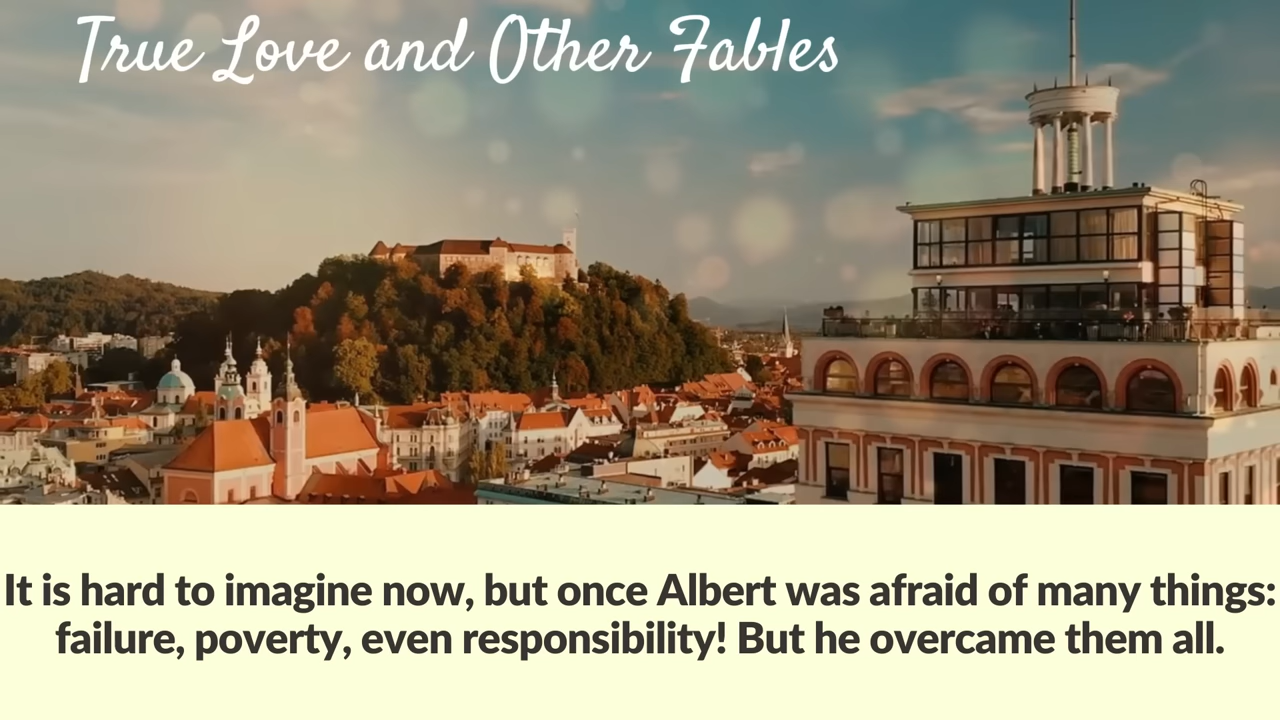 True Love and Other Fables
It is hard to imagine now, but once Albert was afraid of many things:
failure, poverty, even responsibility! But he overcame them all.